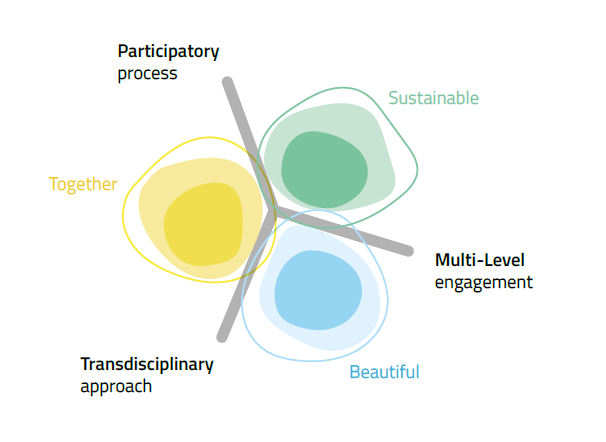 Participatory
process
Sustainable
Together
Multi-Level
engagement
Transdisciplinary
approach
Beautiful